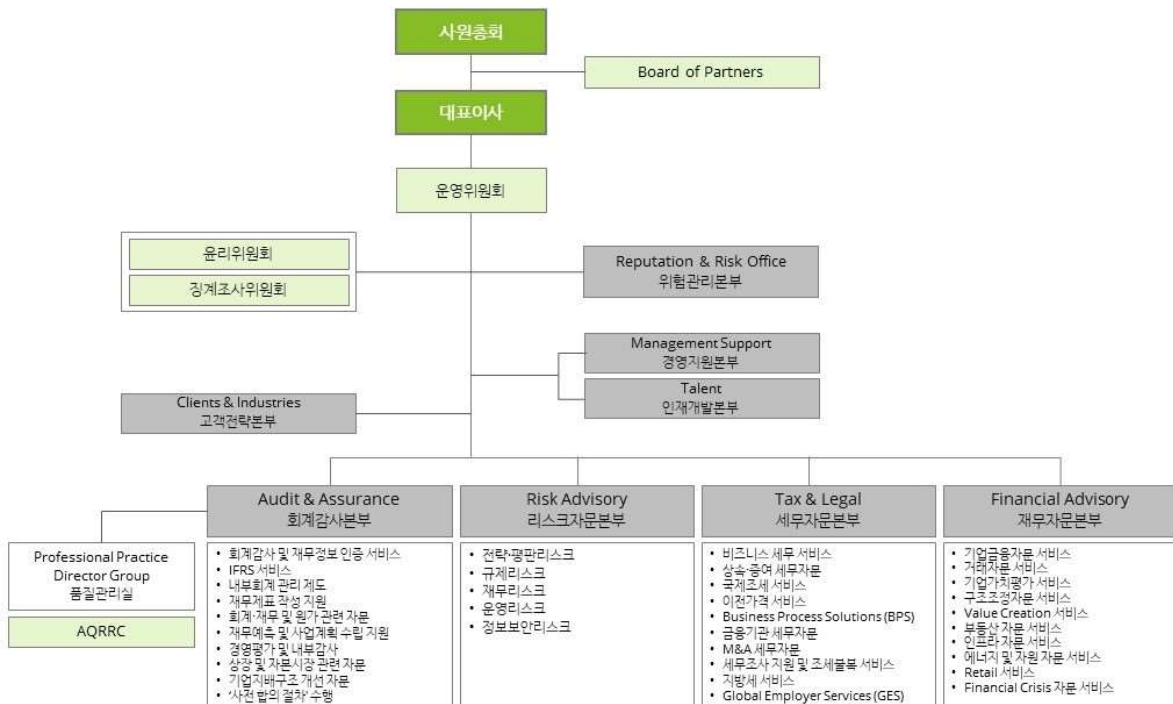 사원총회
Board of Partners
대표이사
운영위원회
윤리위원회
징계조사위원회
Reputation & Risk Office
위험관리본부
Management Support
경영지원본부
Talent
인재개발본부
Clients & Industries
고객전략본부
Audit & Assurance
회계감사본부
Risk Advisory
리스크자문본부
Tax & Legal
세무자문본부
Financial Advisory
재무자문본부
Professional Practice
Director Group
품질관리실
AQRRC
• 회계감사 및 재무정보 인증 서비스
• IFRS 서비스
• 내부회계 관리 제도
• 재무제표 작성 지원
• 회계·재무 및 원가 관련 자문
• 재무예측 및 사업계획 수립 지원
• 경영평가 및 내부감사
• 상장 및 자본시장 관련 자문
• 기업지배구조 개선 자문
• '사전 합의 절차' 수행
• 전략·평판리스크
• 규제리스크
• 재무리스크
• 운영리스크
• 정보보안리스크
• 비즈니스 세무 서비스
• 상속·증여 세무자문
• 국제조세 서비스
• 이전가격 서비스
• Business Process Solutions (BPS)
• 금융기관 세무자문
• M&A 세무자문
• 세무조사 지원 및 조세불복 서비스
• 지방세 서비스
• Global Employer Services (GES)
• 기업금융자문 서비스
• 거래자문 서비스
• 기업가치평가 서비스
• 구조조정자문 서비스
• Value Creation 서비스
• 부동산 자문 서비스
• 인프라 자문 서비스
• 에너지 및 자원 자문 서비스
• Retail 서비스
• Financial Crisis 자문 서비스